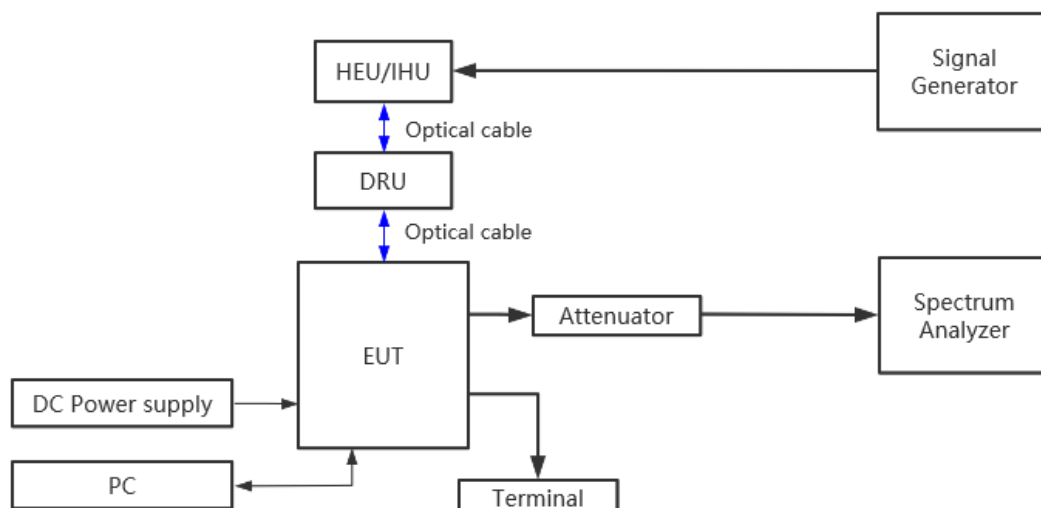 HEU/IHU
Signal
Generator
Optical cable
DRU
Optical cable
EUT
Attenuator
Spectrum
Analyzer
DC Power supply
PC
Terminal